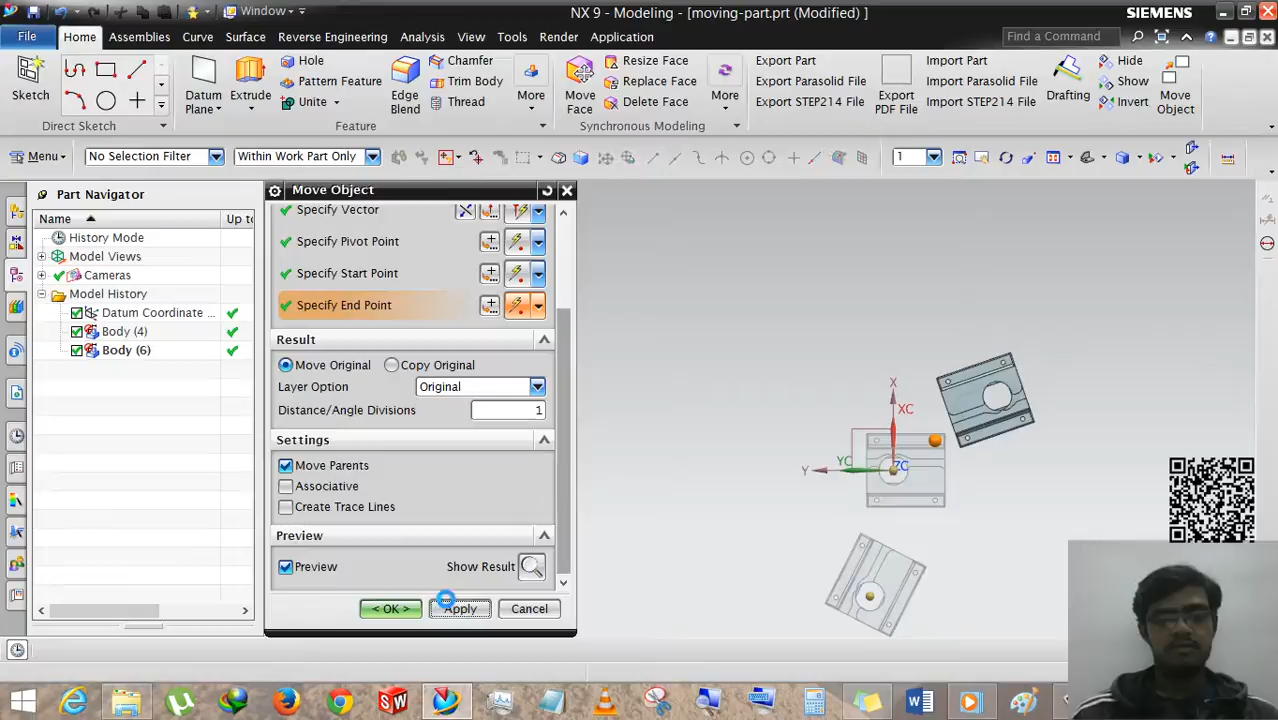 Window
NX 9 - Modeling - [moving-part.prt (Modified) ]
SIEMENS
File
Home
Assemblies
Curve
Surface
Reverse Engineering
Analysis
View
Tools
Render
Application
Find a Command
Sketch
Direct Sketch
Datum
Plane
Extrude
Hole
Pattern Feature
Unite
Edge
Blend
Chamfer
Trim Body
Thread
More
Feature
Move
Face
Resize Face
Replace Face
Delete Face
More
Synchronous Modeling
Export Part
Export Parasolid File
Export STEP214 File
Export
PDF File
Import Part
Import Parasolid File
Import STEP214 File
Drafting
Hide
Show
Invert
Move
Object
Menu
No Selection Filter
Within Work Part Only
1
Part Navigator
Name
Up to
History Mode
Model Views
Cameras
Model History
Datum Coordinate ...
Body (4)
Body (6)
Move Object
Specify Vector
Specify Pivot Point
Specify Start Point
Specify End Point
Result
Move Original
Copy Original
Layer Option
Original
Distance/Angle Divisions
1
Settings
Move Parents
Associative
Create Trace Lines
Preview
Preview
Show Result
< OK >
Apply
Cancel
X
XC
Y
YC
ZC
SW
W